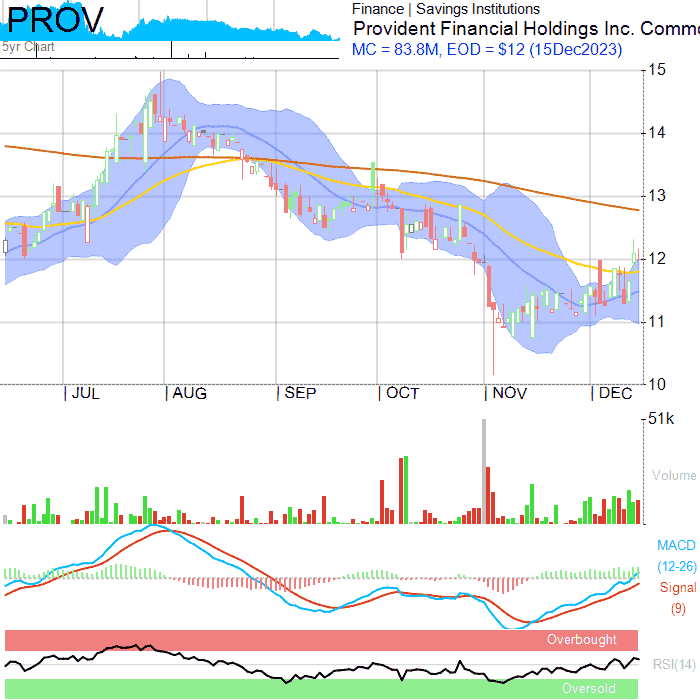 PROV
5yr Chart
Finance | Savings Institutions
Provident Financial Holdings Inc. Commo
MC = 83.8M, EOD = $12 (15Dec2023)
15
14
13
12
11
10
JUL AUG SEP OCT NOV DEC
51k
Volume
MACD
(12-26)
Signal
(9)
Overbought
RSI(14)
Oversold